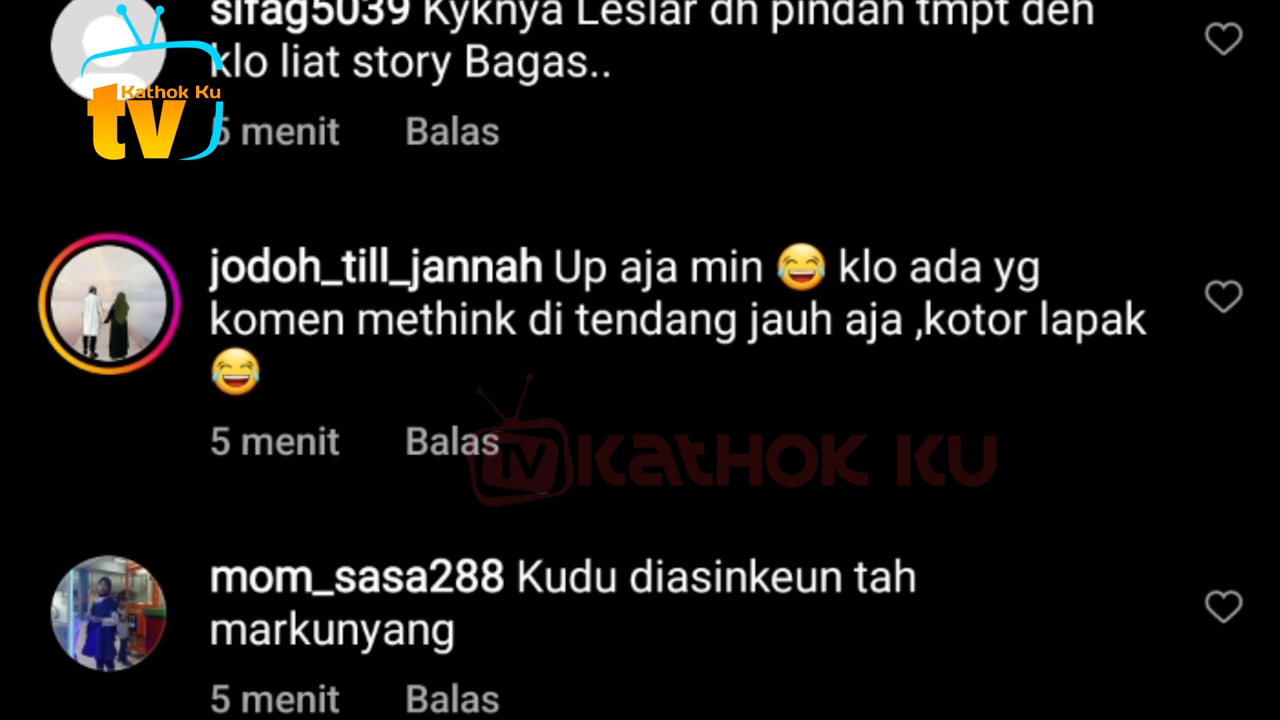 sifag5039 Kyknya Leslar dh pindah tmpt deh
klo liat story Bagas..
Kathok Ku
tv
5 menit Balas
jodoh_till_jannah Up aja min 😂 klo ada yg
komen methink di tendang jauh aja ,kotor lapak
😂
5 menit Balas
TV KATHOK KU
mom_sasa288 Kudu diasinkeun tah
markunyang
5 menit Balas